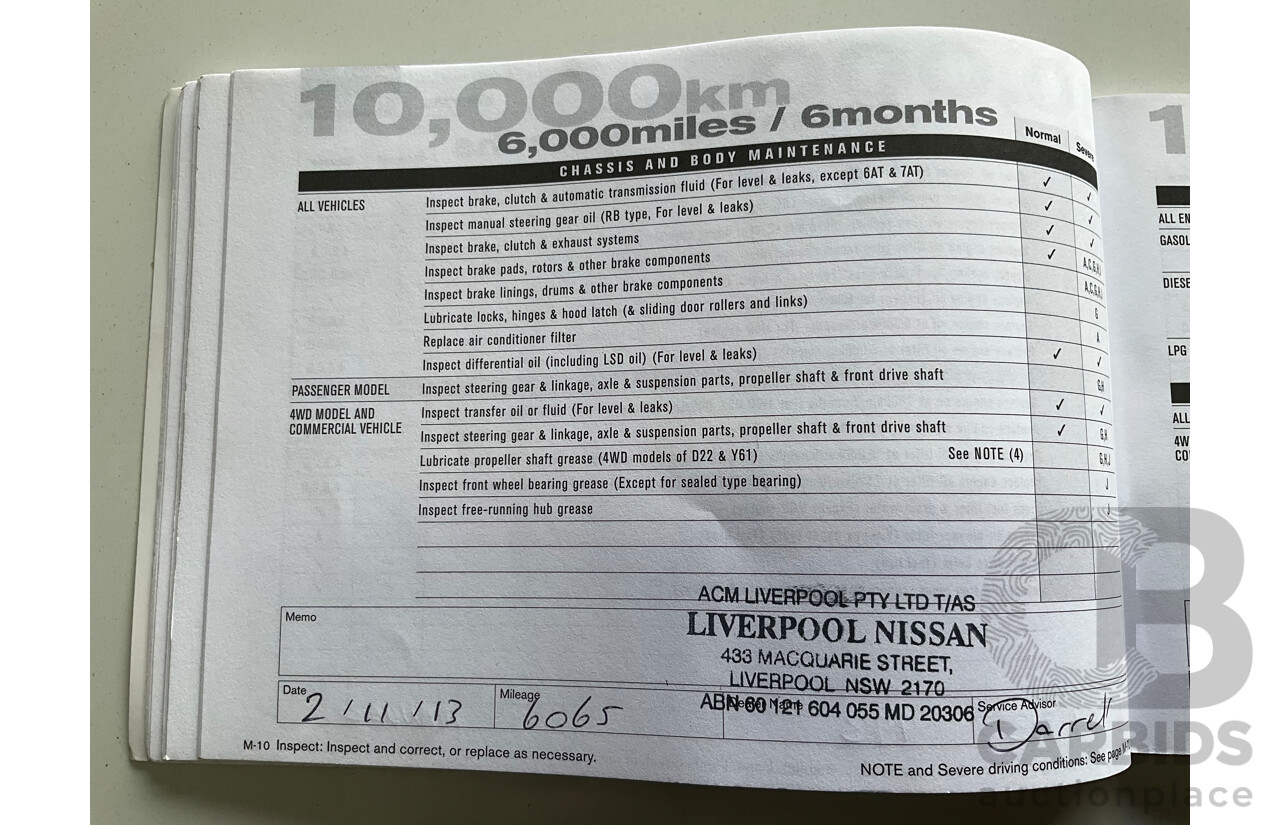 10,000km
6,000miles / 6months
Normal
Severe
CHASSIS AND BODY MAINTENANCE
ALL VEHICLES
Inspect brake, clutch & automatic transmission fluid (For level & leaks, except 6AT & 7AT) ✓ ✓
Inspect manual steering gear oil (RB type, For level & leaks) ✓ ✓
Inspect brake, clutch & exhaust systems ✓ ✓
Inspect brake pads, rotors & other brake components ✓ A,C,G,H
Inspect brake linings, drums & other brake components A,C,G,H
Lubricate locks, hinges & hood latch (& sliding door rollers and links) G
Replace air conditioner filter A
Inspect differential oil (including LSD oil) (For level & leaks) ✓ ✓
PASSENGER MODEL Inspect steering gear & linkage, axle & suspension parts, propeller shaft & front drive shaft G,H
4WD MODEL AND
COMMERCIAL VEHICLE
Inspect transfer oil or fluid (For level & leaks) ✓ ✓
Inspect steering gear & linkage, axle & suspension parts, propeller shaft & front drive shaft ✓ G,H
Lubricate propeller shaft grease (4WD models of D22 & Y61) See NOTE (4) G,H,J
Inspect front wheel bearing grease (Except for sealed type bearing) J
Inspect free-running hub grease J
Memo
ACM LIVERPOOL PTY LTD T/AS
LIVERPOOL NISSAN
433 MACQUARIE STREET,
LIVERPOOL NSW 2170
ABN 60 121 604 055 MD 20306
Date 2/11/13
Mileage 6065
Service Advisor Darrell
M-10 Inspect: Inspect and correct, or replace as necessary.
NOTE and Severe driving conditions: See page
1
ALL EN
GASOL
DIESE
LPG
ALL
4W
CO
CB
CARBIDS
auctionplace